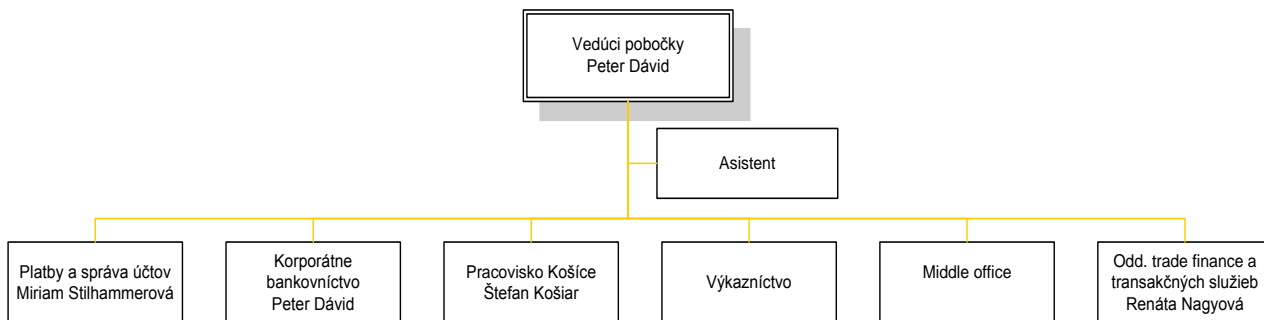 Vedúci pobočky
Peter Dávid
Asistent
Platby a správa účtov
Miriam Stilhammerová
Korporátne
bankovníctvo
Peter Dávid
Pracovisko Košíce
Štefan Košiar
Výkazníctvo
Middle office
Odd. trade finance a
transakčných služieb
Renáta Nagyová